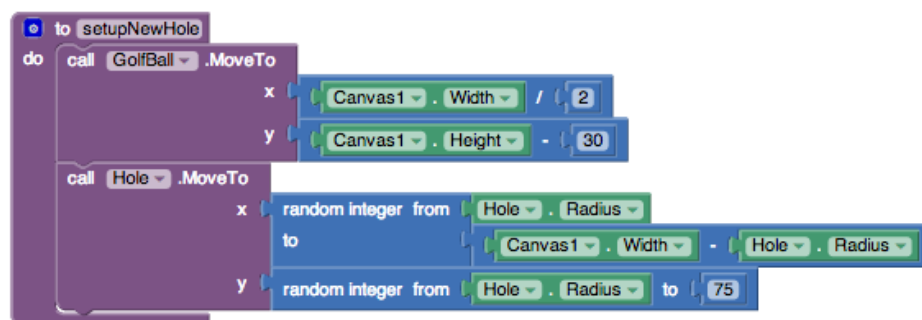 to setupNewHole
do call GolfBall .MoveTo
x Canvas1 . Width / 2
y Canvas1 . Height - 30
call Hole .MoveTo
x random integer from Hole . Radius
to Canvas1 . Width - Hole . Radius
y random integer from Hole . Radius to 75